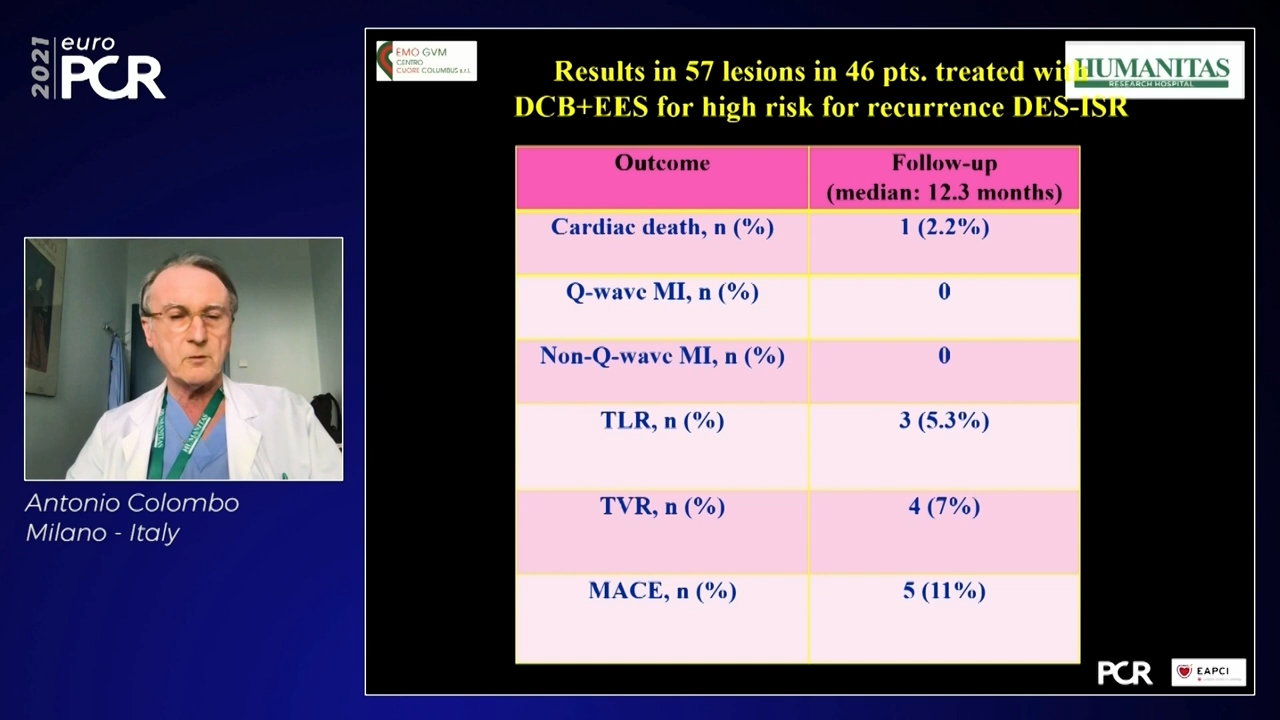 2021
euro
PCR
EMO GVM
CENTRO
CUORE COLUMBUS s.r.l.
HUMANITAS
RESEARCH HOSPITAL
Results in 57 lesions in 46 pts. treated with
DCB+EES for high risk for recurrence DES-ISR
Outcome
Follow-up
(median: 12.3 months)
Cardiac death, n (%)
1 (2.2%)
Q-wave MI, n (%)
0
Non-Q-wave MI, n (%)
0
TLR, n (%)
3 (5.3%)
TVR, n (%)
4 (7%)
MACE, n (%)
5 (11%)
HUMANITAS
HUMANITAS
Antonio Colombo
Milano - Italy
PCR
EAPCI